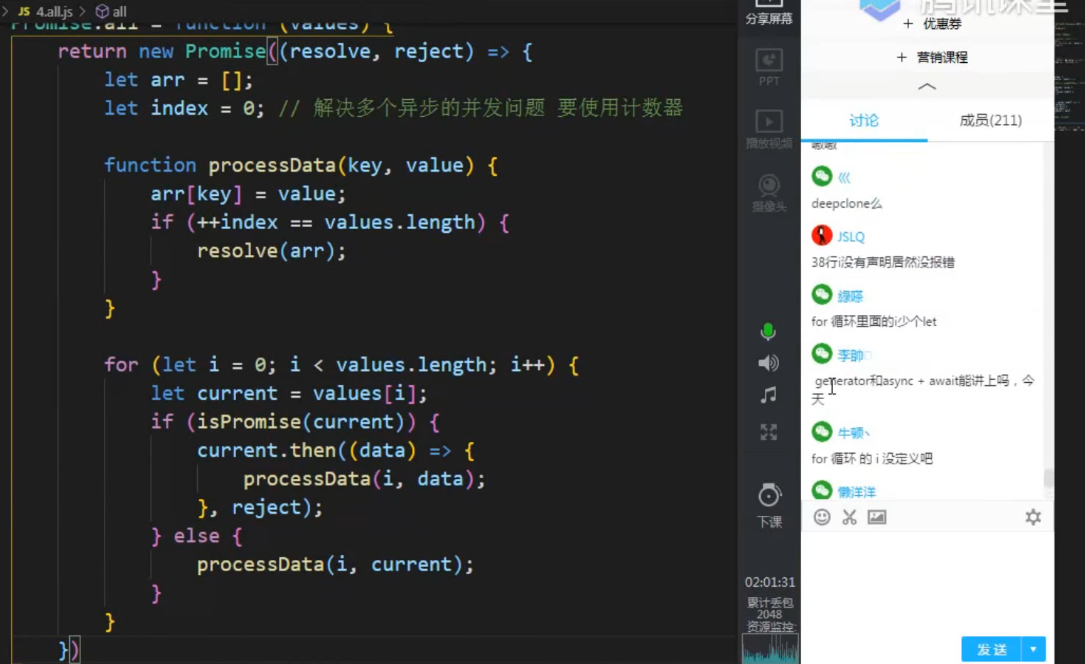 JS 4.all.js > all
Promise.all = function (values) {
return new Promise((resolve, reject) => {
let arr = [];
let index = 0; // 解决多个异步的并发问题 要使用计数器
function processData(key, value) {
arr[key] = value;
if (++index == values.length) {
resolve(arr);
}
}
for (let i = 0; i < values.length; i++) {
let current = values[i];
if (isPromise(current)) {
current.then((data) => {
processData(i, data);
}, reject);
} else {
processData(i, current);
}
}
})
分享屏幕
PPT
播放视频
摄像头
下课
02:01:31
累计丢包
2048
资源监控:
腾讯课堂
+ 优惠券
+ 营销课程
讨论
成员(211)
巛
deepclone么
JSLQ
38行i没有声明居然没报错
for 循环里面的i少个let
generator和async + await能讲上吗，今
天
牛顿丶
for 循环 的 i 没定义吧
懒洋洋
发送